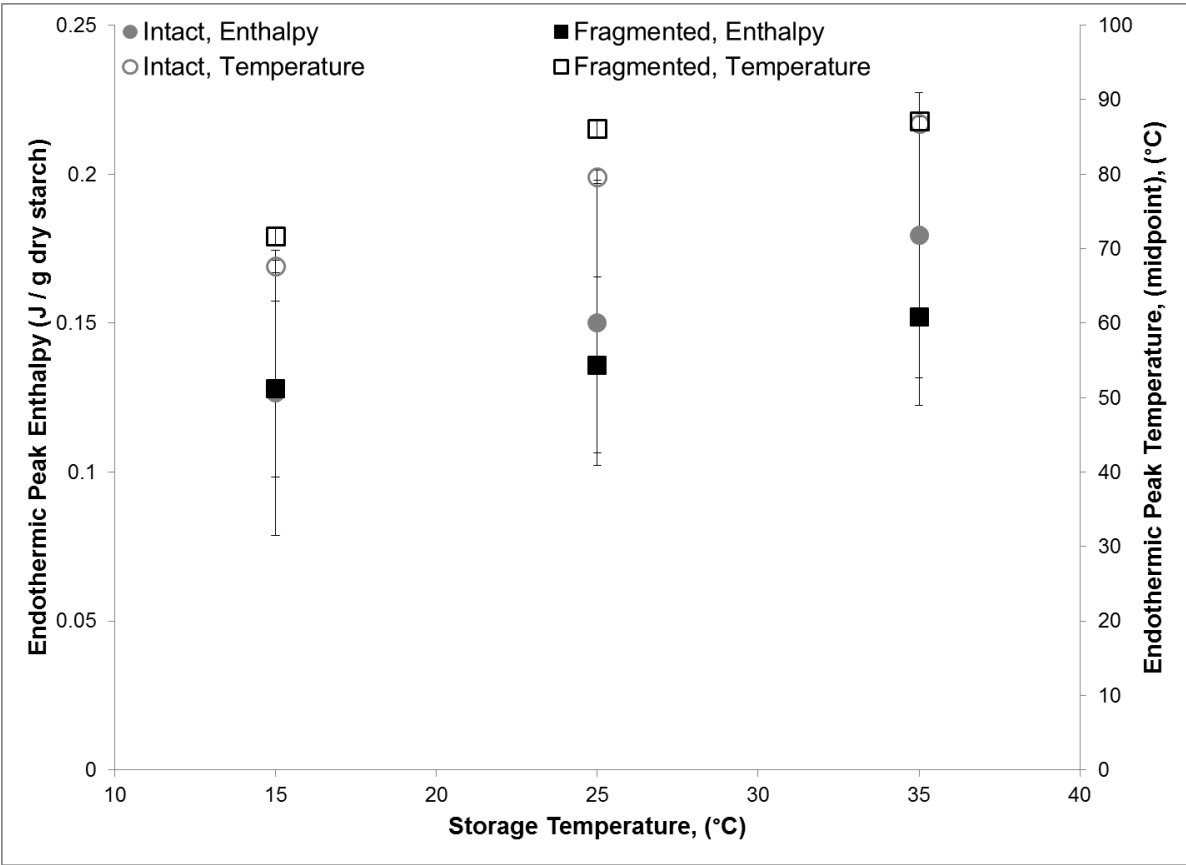 Intact, Enthalpy
Fragmented, Enthalpy
Intact, Temperature
Fragmented, Temperature
Endothermic Peak Enthalpy (J / g dry starch)
0.25
0.2
0.15
0.1
0.05
0
100
90
80
70
60
50
40
30
20
10
0
Endothermic Peak Temperature, (midpoint), (°C)
10 15 20 25 30 35 40
Storage Temperature, (°C)